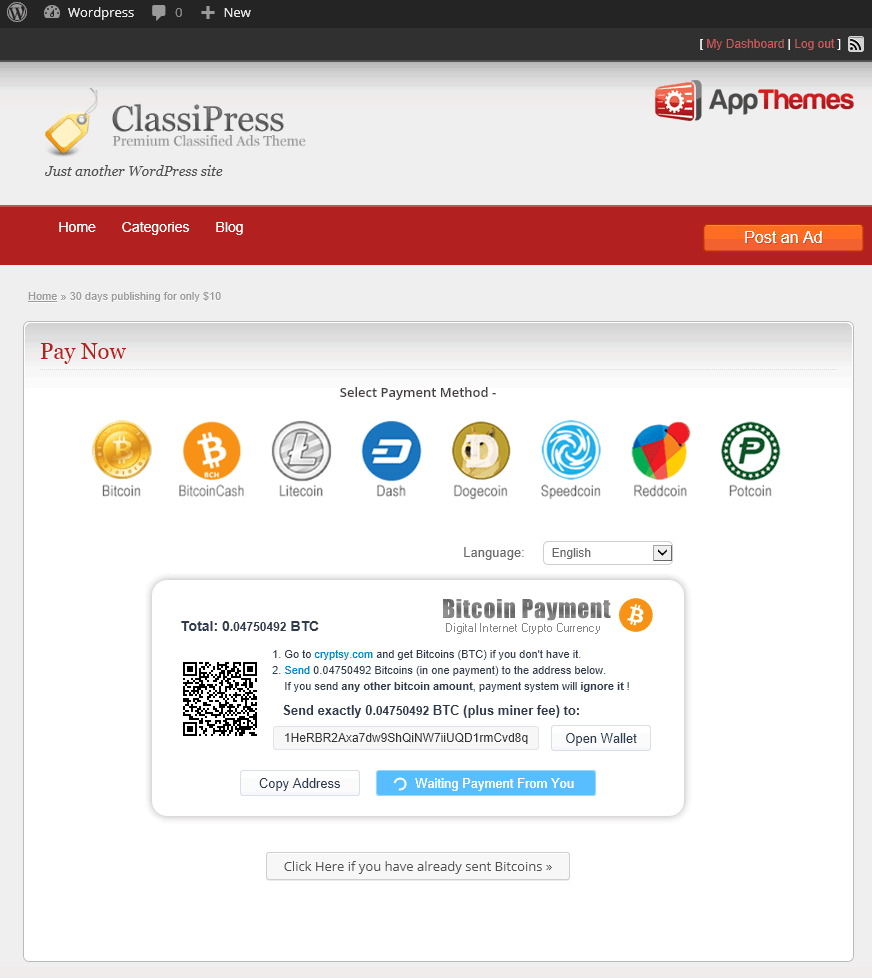 Wordpress 0 New
[ My Dashboard | Log out ]
ClassiPress
Premium Classified Ads Theme
AppThemes
Just another WordPress site
Home Categories Blog
Post an Ad
Home » 30 days publishing for only $10
Pay Now
Select Payment Method -
BCH
Bitcoin BitcoinCash Litecoin Dash Dogecoin Speedcoin Reddcoin Potcoin
Language: English
Bitcoin Payment
Digital Internet Crypto Currency
Total: 0.04750492 BTC
1. Go to cryptsy.com and get Bitcoins (BTC) if you don't have it.
2. Send 0.04750492 Bitcoins (in one payment) to the address below.
If you send any other bitcoin amount, payment system will ignore it !
Send exactly 0.04750492 BTC (plus miner fee) to:
1HeRBR2Axa7dw9ShQiNW7iiUQD1rmCvd8q Open Wallet
Copy Address Waiting Payment From You
Click Here if you have already sent Bitcoins »